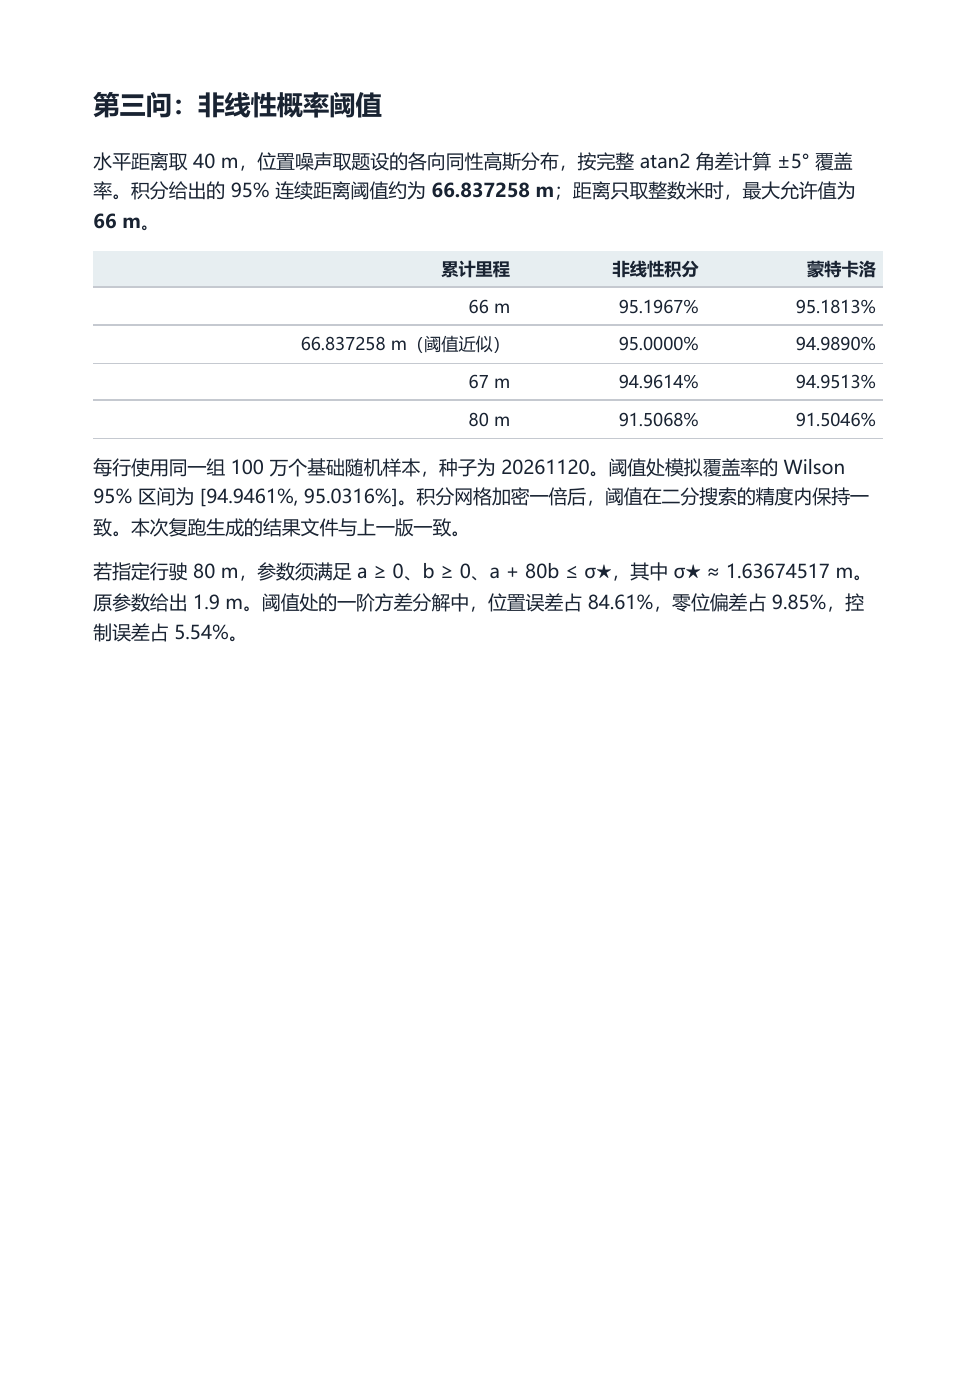 第三问：非线性概率阈值
水平距离取 40 m，位置噪声取题设的各向同性高斯分布，按完整 atan2 角差计算 ±5° 覆盖
率。积分给出的 95% 连续距离阈值约为 66.837258 m；距离只取整数米时，最大允许值为
66 m。
累计里程 非线性积分 蒙特卡洛
66 m 95.1967% 95.1813%
66.837258 m（阈值近似） 95.0000% 94.9890%
67 m 94.9614% 94.9513%
80 m 91.5068% 91.5046%
每行使用同一组 100 万个基础随机样本，种子为 20261120。阈值处模拟覆盖率的 Wilson
95% 区间为 [94.9461%, 95.0316%]。积分网格加密一倍后，阈值在二分搜索的精度内保持一
致。本次复跑生成的结果文件与上一版一致。
若指定行驶 80 m，参数须满足 a ≥ 0、b ≥ 0、a + 80b ≤ σ★，其中 σ★ ≈ 1.63674517 m。
原参数给出 1.9 m。阈值处的一阶方差分解中，位置误差占 84.61%，零位偏差占 9.85%，控
制误差占 5.54%。